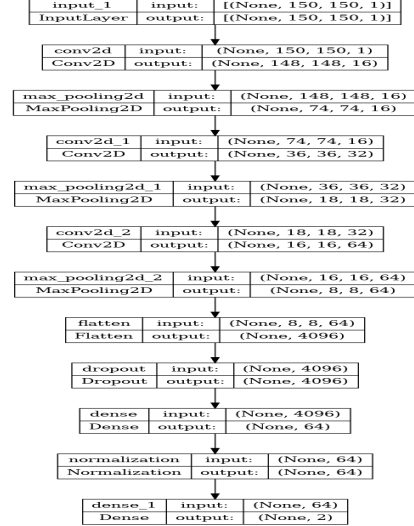 input_1 input: [(None, 150, 150, 1)]
InputLayer output: [(None, 150, 150, 1)]
conv2d input: (None, 150, 150, 1)
Conv2D output: (None, 148, 148, 16)
max_pooling2d input: (None, 148, 148, 16)
MaxPooling2D output: (None, 74, 74, 16)
conv2d_1 input: (None, 74, 74, 16)
Conv2D output: (None, 36, 36, 32)
max_pooling2d_1 input: (None, 36, 36, 32)
MaxPooling2D output: (None, 18, 18, 32)
conv2d_2 input: (None, 18, 18, 32)
Conv2D output: (None, 16, 16, 64)
max_pooling2d_2 input: (None, 16, 16, 64)
MaxPooling2D output: (None, 8, 8, 64)
flatten input: (None, 8, 8, 64)
Flatten output: (None, 4096)
dropout input: (None, 4096)
Dropout output: (None, 4096)
dense input: (None, 4096)
Dense output: (None, 64)
normalization input: (None, 64)
Normalization output: (None, 64)
dense_1 input: (None, 64)
Dense output: (None, 2)